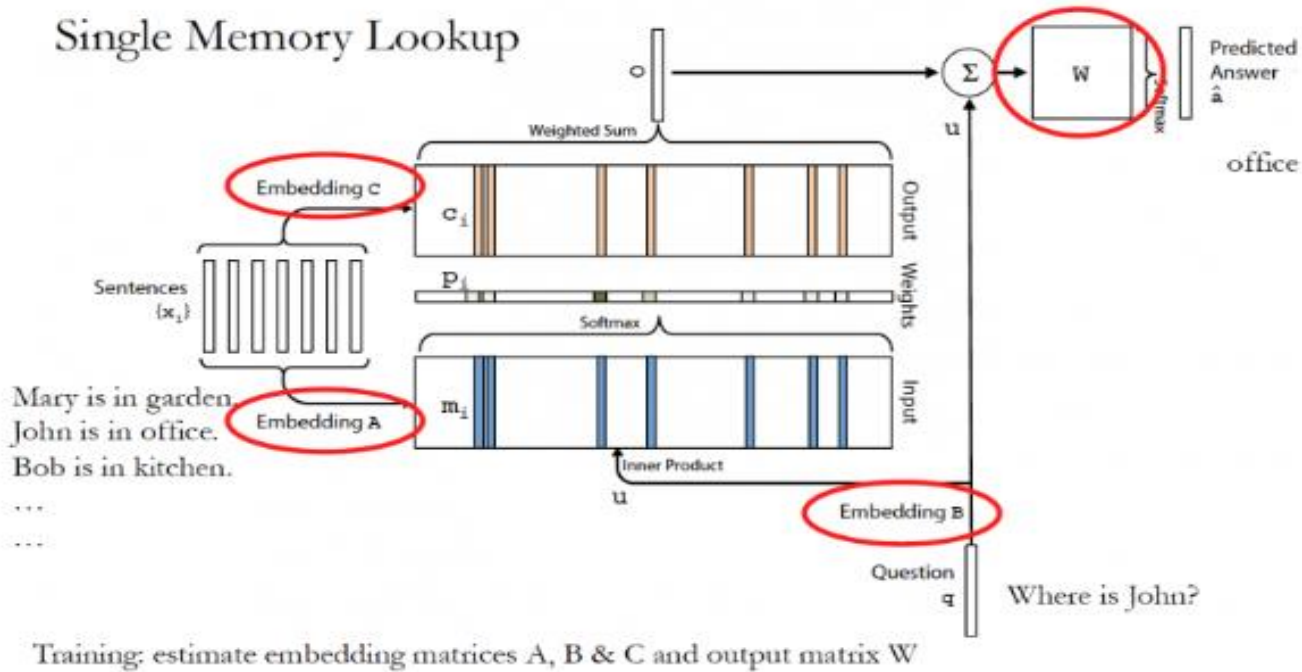 Single Memory Lookup
o
Σ
W
Softmax
Predicted
Answer
â
u
office
Weighted Sum
Embedding C
c_i
Output
Sentences
{x_i}
p_i
Weights
Softmax
Mary is in garden.
John is in office.
Bob is in kitchen.
...
...
Embedding A
m_i
Input
Inner Product
u
Embedding B
Question
q
Where is John?
Training: estimate embedding matrices A, B & C and output matrix W